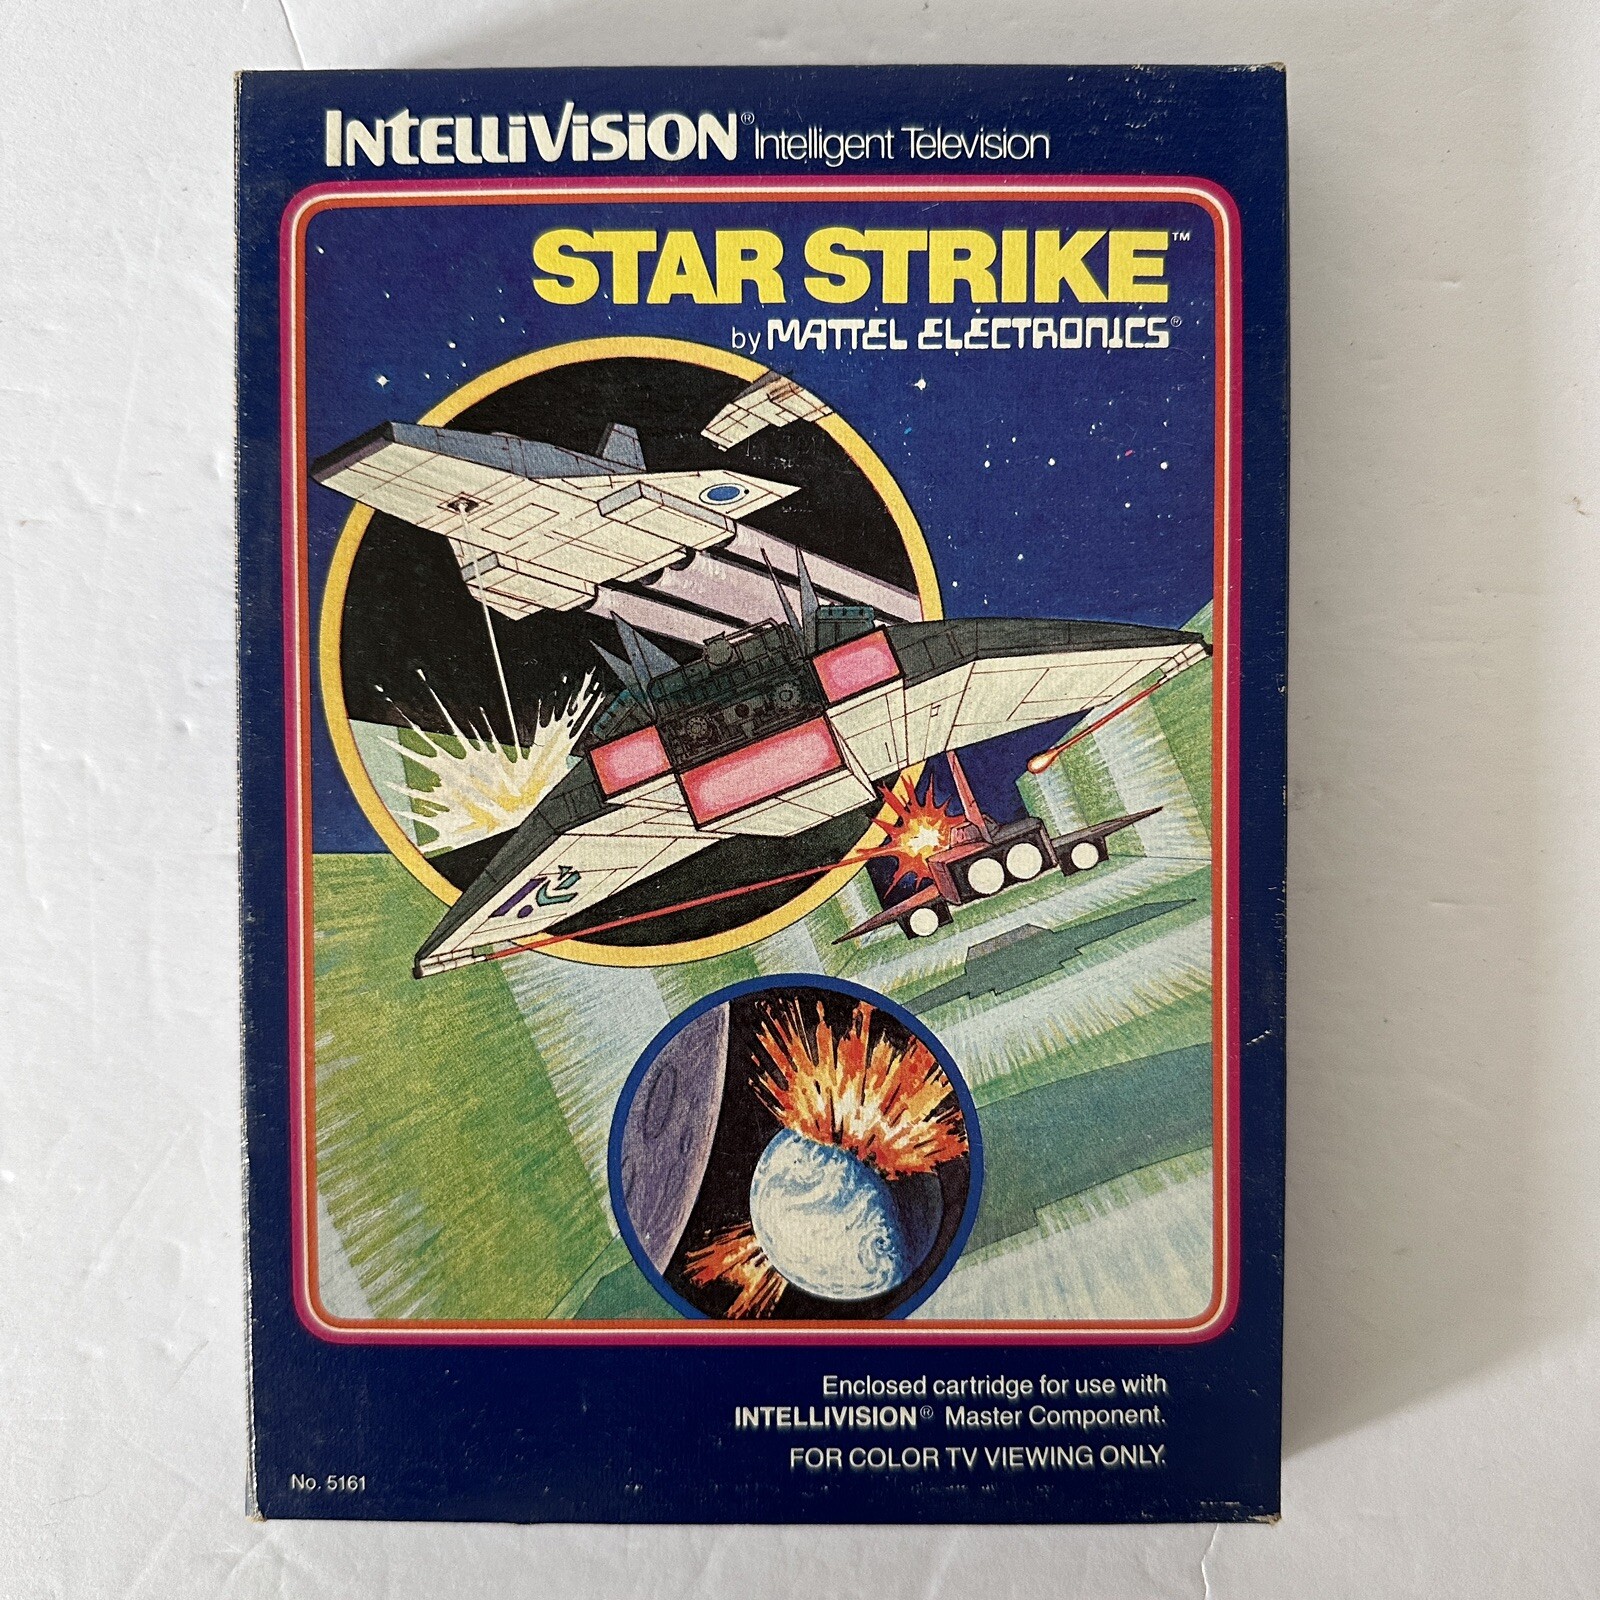 INTELLIVISION® Intelligent Television
STAR STRIKE™
by MATTEL ELECTRONICS®
Enclosed cartridge for use with
INTELLIVISION® Master Component.
FOR COLOR TV VIEWING ONLY.
No. 5161